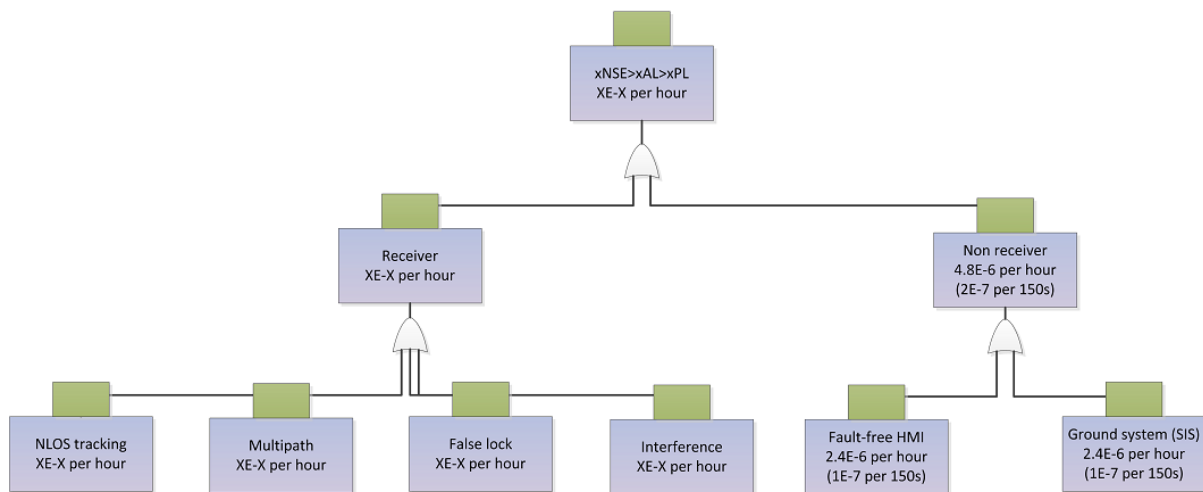 xNSE>xAL>xPL
XE-X per hour
Receiver
XE-X per hour
Non receiver
4.8E-6 per hour
(2E-7 per 150s)
NLOS tracking
XE-X per hour
Multipath
XE-X per hour
False lock
XE-X per hour
Interference
XE-X per hour
Fault-free HMI
2.4E-6 per hour
(1E-7 per 150s)
Ground system (SIS)
2.4E-6 per hour
(1E-7 per 150s)